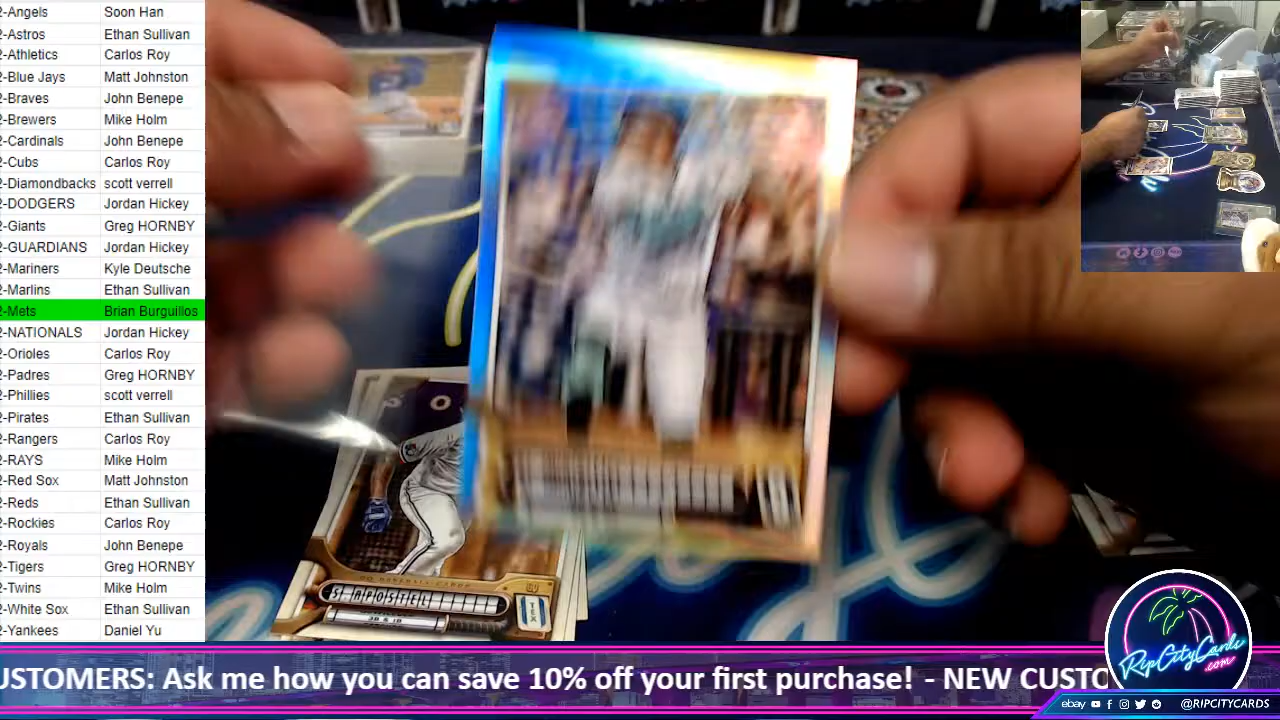 2-Angels Soon Han
2-Astros Ethan Sullivan
2-Athletics Carlos Roy
2-Blue Jays Matt Johnston
2-Braves John Benepe
2-Brewers Mike Holm
2-Cardinals John Benepe
2-Cubs Carlos Roy
2-Diamondbacks scott verrell
2-DODGERS Jordan Hickey
2-Giants Greg HORNBY
2-GUARDIANS Jordan Hickey
2-Mariners Kyle Deutsche
2-Marlins Ethan Sullivan
2-Mets Brian Burguillos
2-NATIONALS Jordan Hickey
2-Orioles Carlos Roy
2-Padres Greg HORNBY
2-Phillies scott verrell
2-Pirates Ethan Sullivan
2-Rangers Carlos Roy
2-RAYS Mike Holm
2-Red Sox Matt Johnston
2-Reds Ethan Sullivan
2-Rockies Carlos Roy
2-Royals John Benepe
2-Tigers Greg HORNBY
2-Twins Mike Holm
2-White Sox Ethan Sullivan
2-Yankees Daniel Yu
S. APOSTEL
TEX
3B & 1B
USTOMERS: Ask me how you can save 10% off your first purchase! - NEW CUSTO
RipCityCards
.com
ebay @RIPCITYCARDS